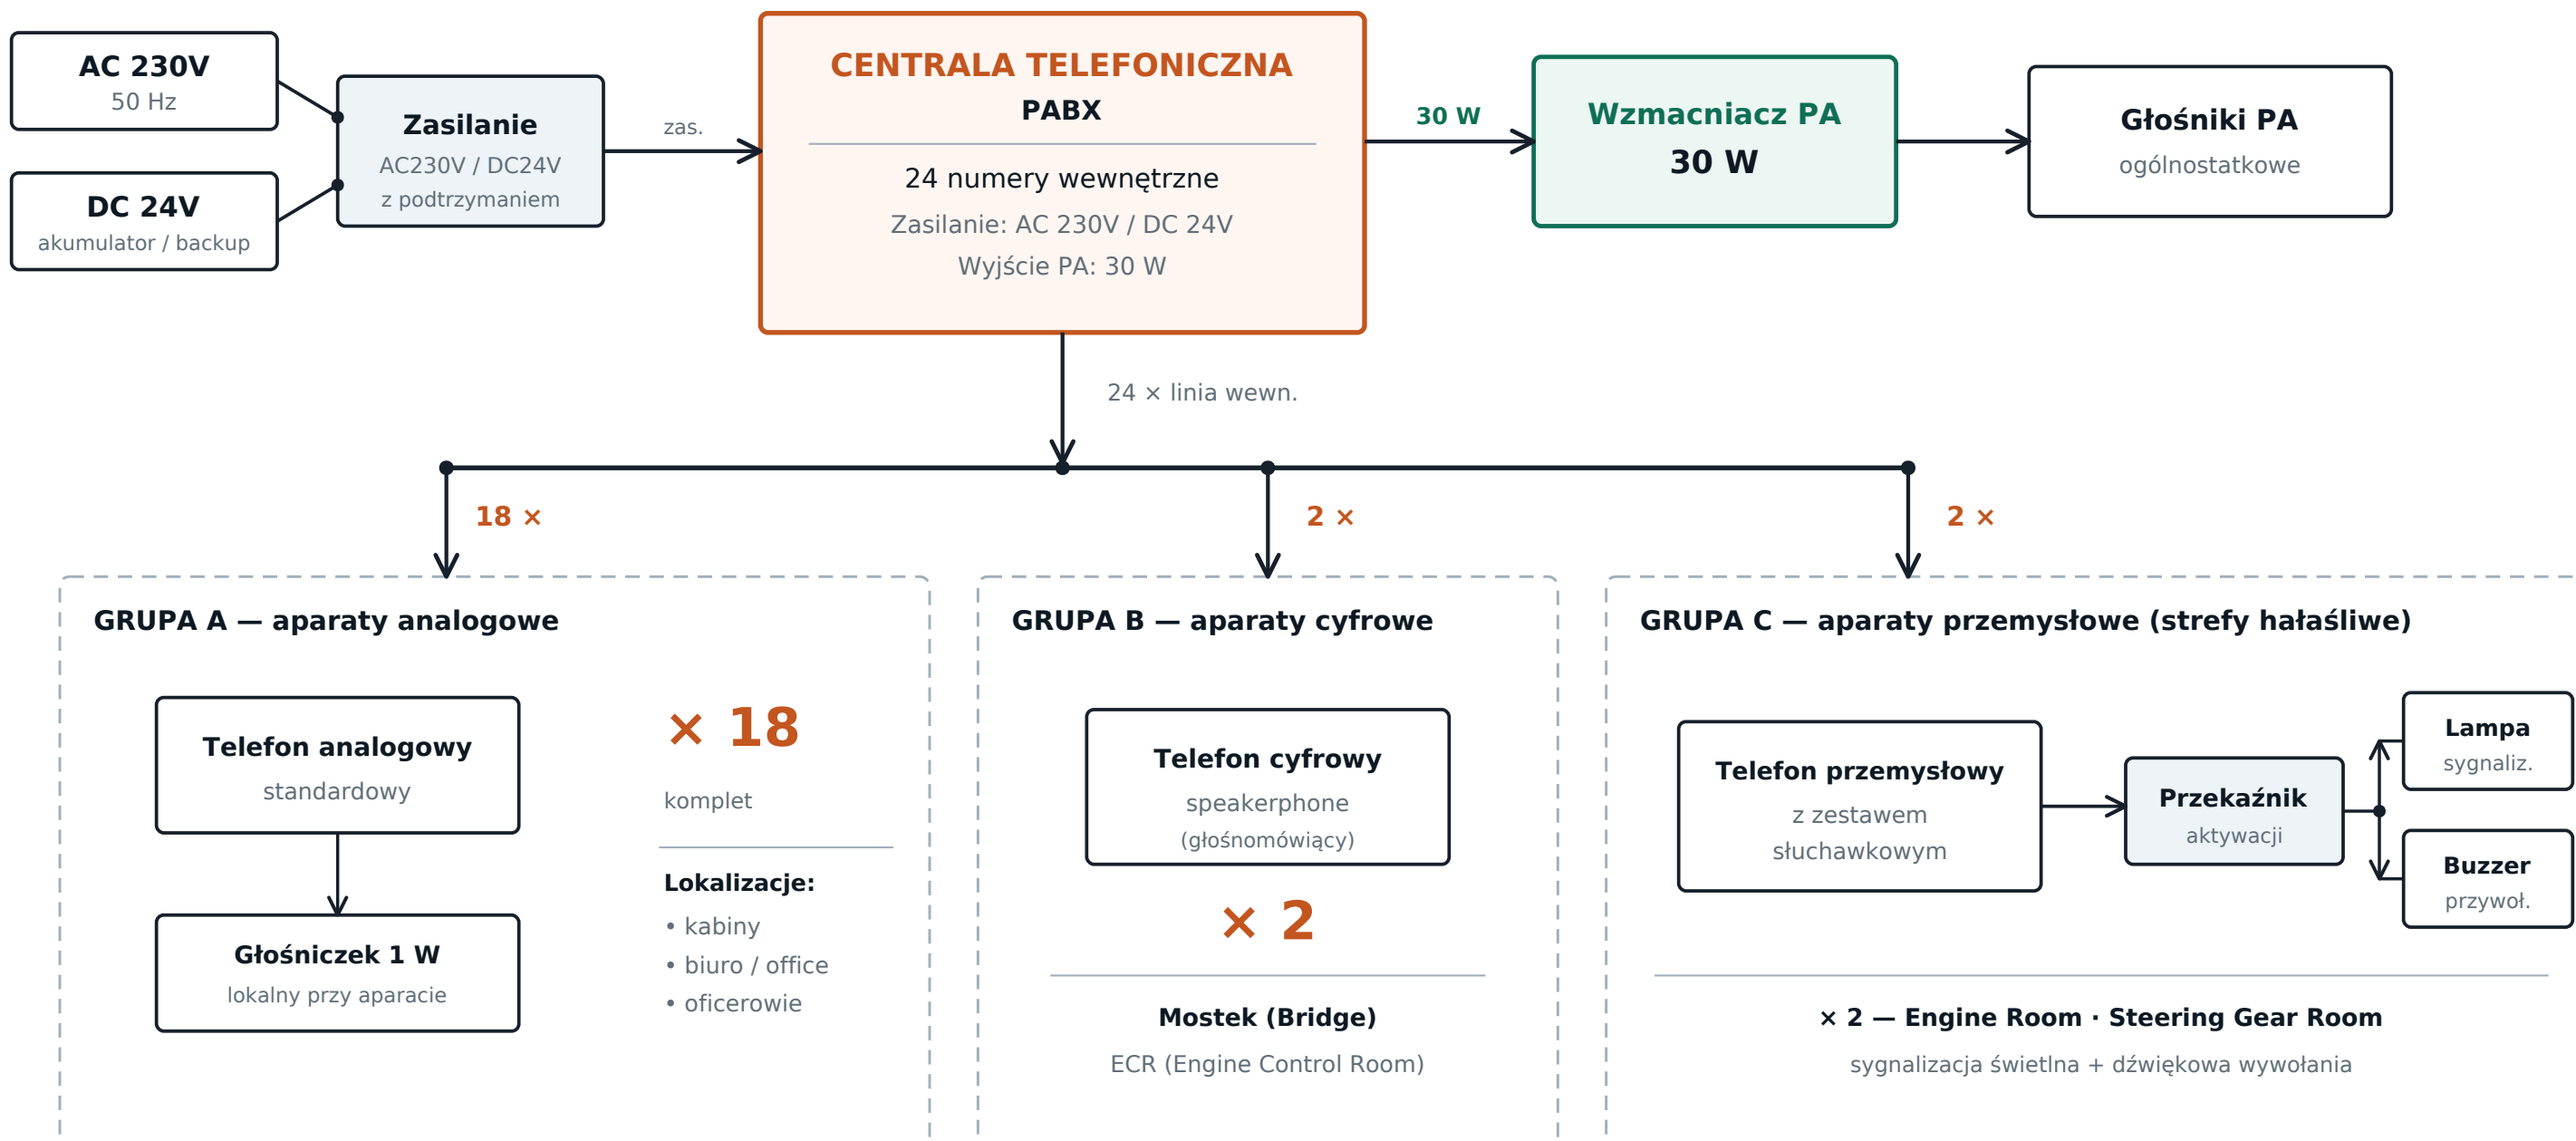 AC 230V
50 Hz
DC 24V
akumulator / backup
Zasilanie
AC230V / DC24V
z podtrzymaniem
zas.
CENTRALA TELEFONICZNA
PABX
24 numery wewnętrzne
Zasilanie: AC 230V / DC 24V
Wyjście PA: 30 W
30 W
Wzmacniacz PA
30 W
Głośniki PA
ogólnostatkowe
24 × linia wewn.
18 ×
2 ×
2 ×
GRUPA A — aparaty analogowe
Telefon analogowy
standardowy
Głośniczek 1 W
lokalny przy aparacie
× 18
komplet
Lokalizacje:
• kabiny
• biuro / office
• oficerowie
GRUPA B — aparaty cyfrowe
Telefon cyfrowy
speakerphone
(głośnomówiący)
× 2
Mostek (Bridge)
ECR (Engine Control Room)
GRUPA C — aparaty przemysłowe (strefy hałaśliwe)
Telefon przemysłowy
z zestawem
słuchawkowym
Przekaźnik
aktywacji
Lampa
sygnaliz.
Buzzer
przywoł.
× 2 — Engine Room · Steering Gear Room
sygnalizacja świetlna + dźwiękowa wywołania